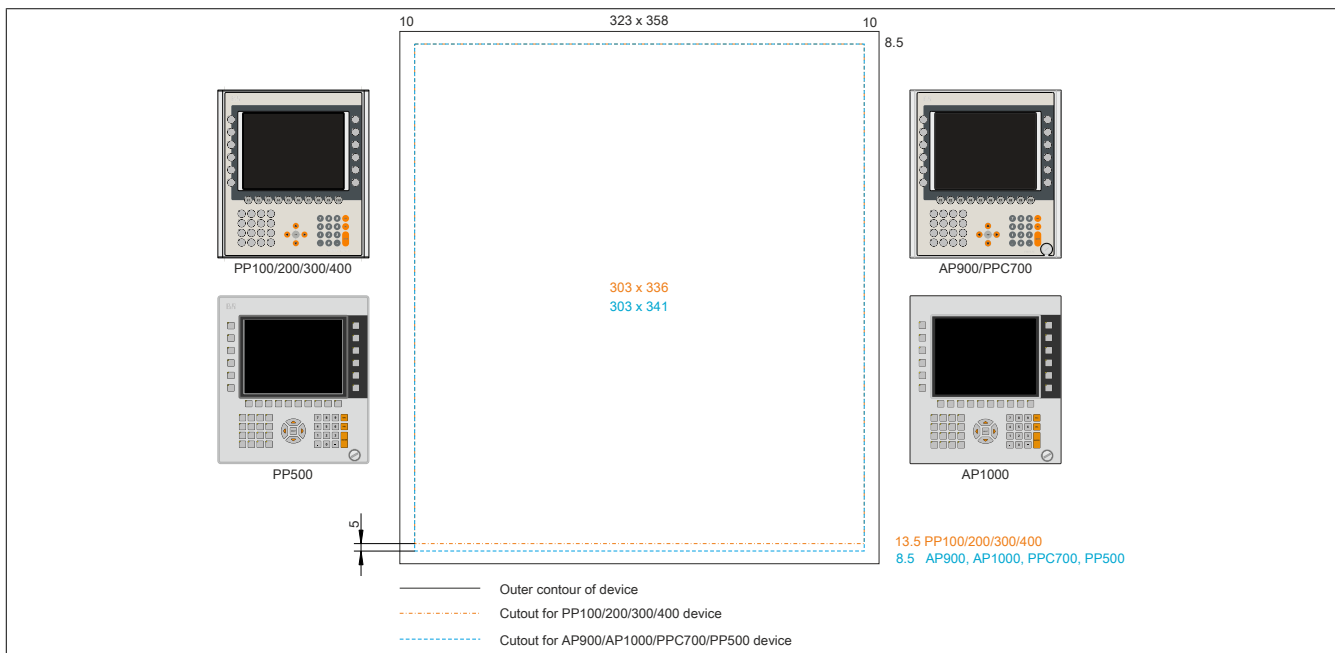 10 323 x 358 10
8.5
PP100/200/300/400
AP900/PPC700
303 x 336
303 x 341
PP500
AP1000
5
13.5 PP100/200/300/400
8.5 AP900, AP1000, PPC700, PP500
Outer contour of device
Cutout for PP100/200/300/400 device
Cutout for AP900/AP1000/PPC700/PP500 device